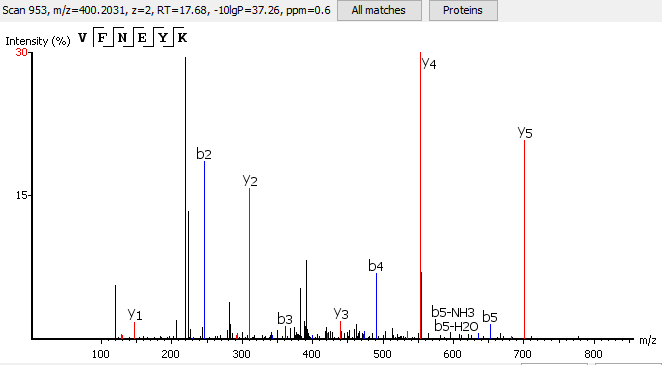 Scan 953, m/z=400.2031, z=2, RT=17.68, -10lgP=37.26, ppm=0.6 All matches Proteins
Intensity (%) V F N E Y K
30
y4
y5
b2
y2
15
b4
y1 b3 y3 b5-NH3 b5
b5-H2O
m/z
100 200 300 400 500 600 700 800